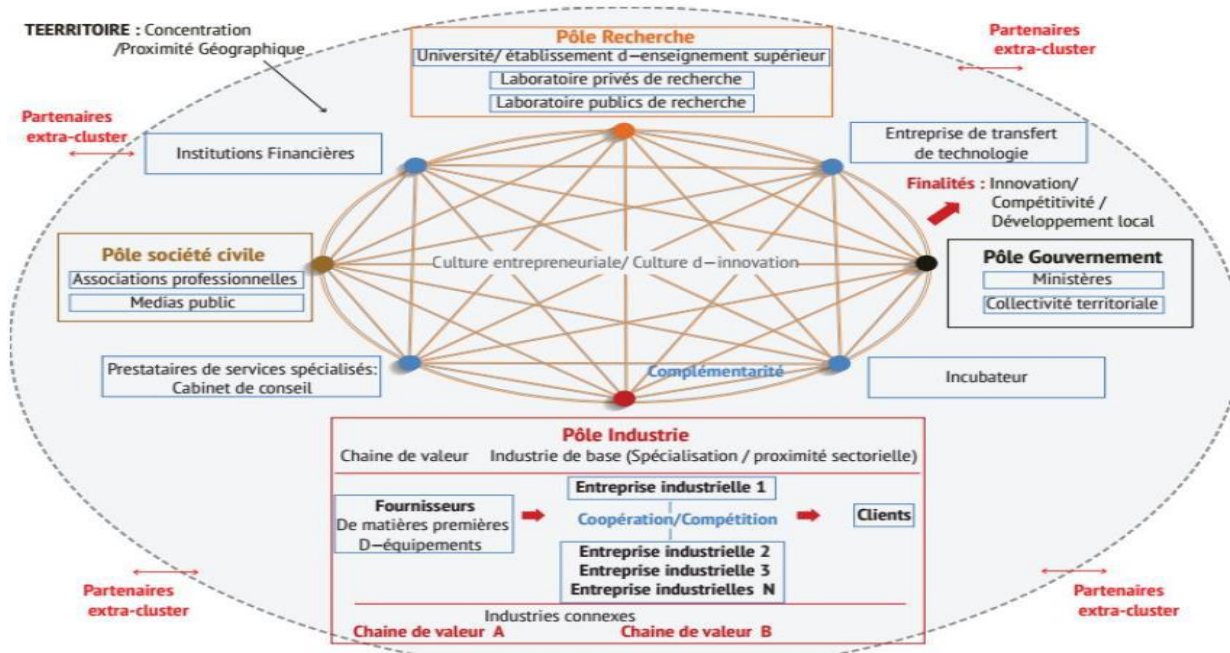 TEERRITOIRE : Concentration
/Proximité Géographique
Partenaires
extra-cluster
Pôle Recherche
Université/ établissement d—enseignement supérieur
Laboratoire privés de recherche
Laboratoire publics de recherche
Partenaires
extra-cluster
Institutions Financières
Entreprise de transfert
de technologie
Finalités : Innovation/
Compétitivité /
Développement local
Pôle société civile
Associations professionnelles
Medias public
Culture entrepreneuriale/ Culture d—innovation
Pôle Gouvernement
Ministères
Collectivité territoriale
Prestataires de services spécialisés:
Cabinet de conseil
Complémentarité
Incubateur
Pôle Industrie
Chaine de valeur Industrie de base (Spécialisation / proximité sectorielle)
Fournisseurs
De matières premières
D—équipements
Entreprise industrielle 1
Coopération/Compétition
Entreprise industrielle 2
Entreprise industrielle 3
Entreprise industrielles N
Clients
Industries connexes
Chaine de valeur A Chaine de valeur B
Partenaires
extra-cluster
Partenaires
extra-cluster